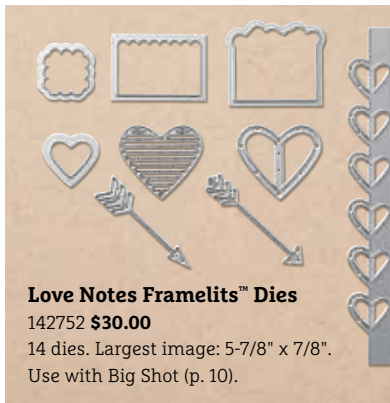 Love Notes Framelits™ Dies
142752 $30.00
14 dies. Largest image: 5-7/8" x 7/8".
Use with Big Shot (p. 10).